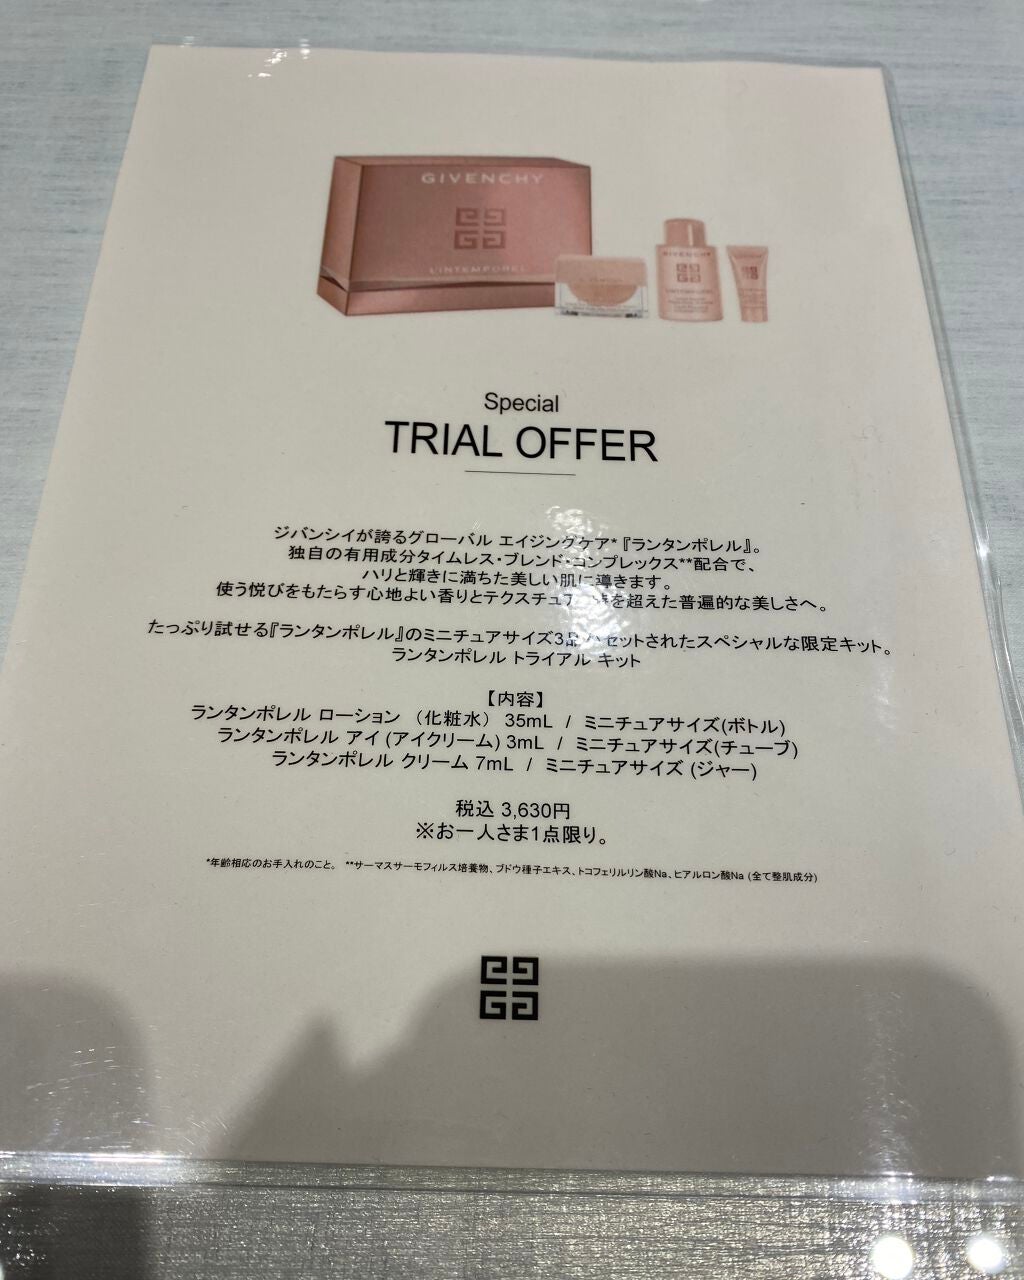 GIVENCHY
L'INTEMPOREL
GIVENCHY
Special
TRIAL OFFER
ジバンシイが誇るグローバル エイジングケア*『ランタンポレル』。
独自の有用成分タイムレス・ブレンド・コンプレックス**配合で、
ハリと輝きに満ちた美しい肌に導きます。
使う悦びをもたらす心地よい香りとテクスチュア を超えた普遍的な美しさへ。
たっぷり試せる『ランタンポレル』のミニチュアサイズ3品 セットされたスペシャルな限定キット。
ランタンポレル トライアル キット
【内容】
ランタンポレル ローション （化粧水） 35mL / ミニチュアサイズ(ボトル)
ランタンポレル アイ (アイクリーム) 3mL / ミニチュアサイズ(チューブ)
ランタンポレル クリーム 7mL / ミニチュアサイズ (ジャー)
税込 3,630円
※お一人さま1点限り。
*年齢相応のお手入れのこと。 **サーマスサーモフィルス培養物、ブドウ種子エキス、トコフェリルリン酸Na、ヒアルロン酸Na (全て整肌成分)